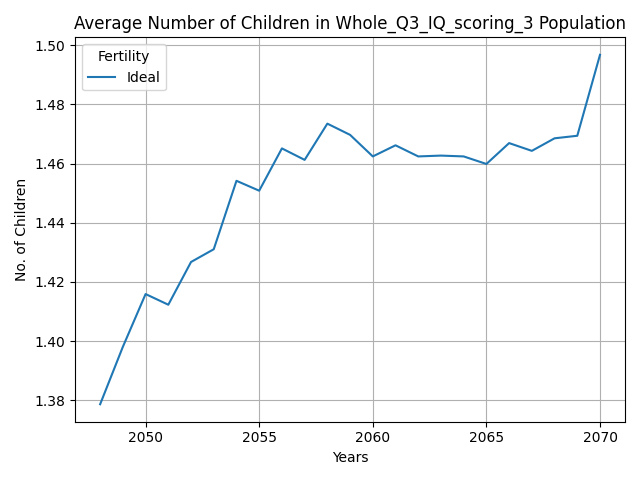 Average Number of Children in Whole_Q3_IQ_scoring_3 Population
1.50
1.48
1.46
1.44
1.42
1.40
1.38
No. of Children
Fertility
Ideal
2050 2055 2060 2065 2070
Years